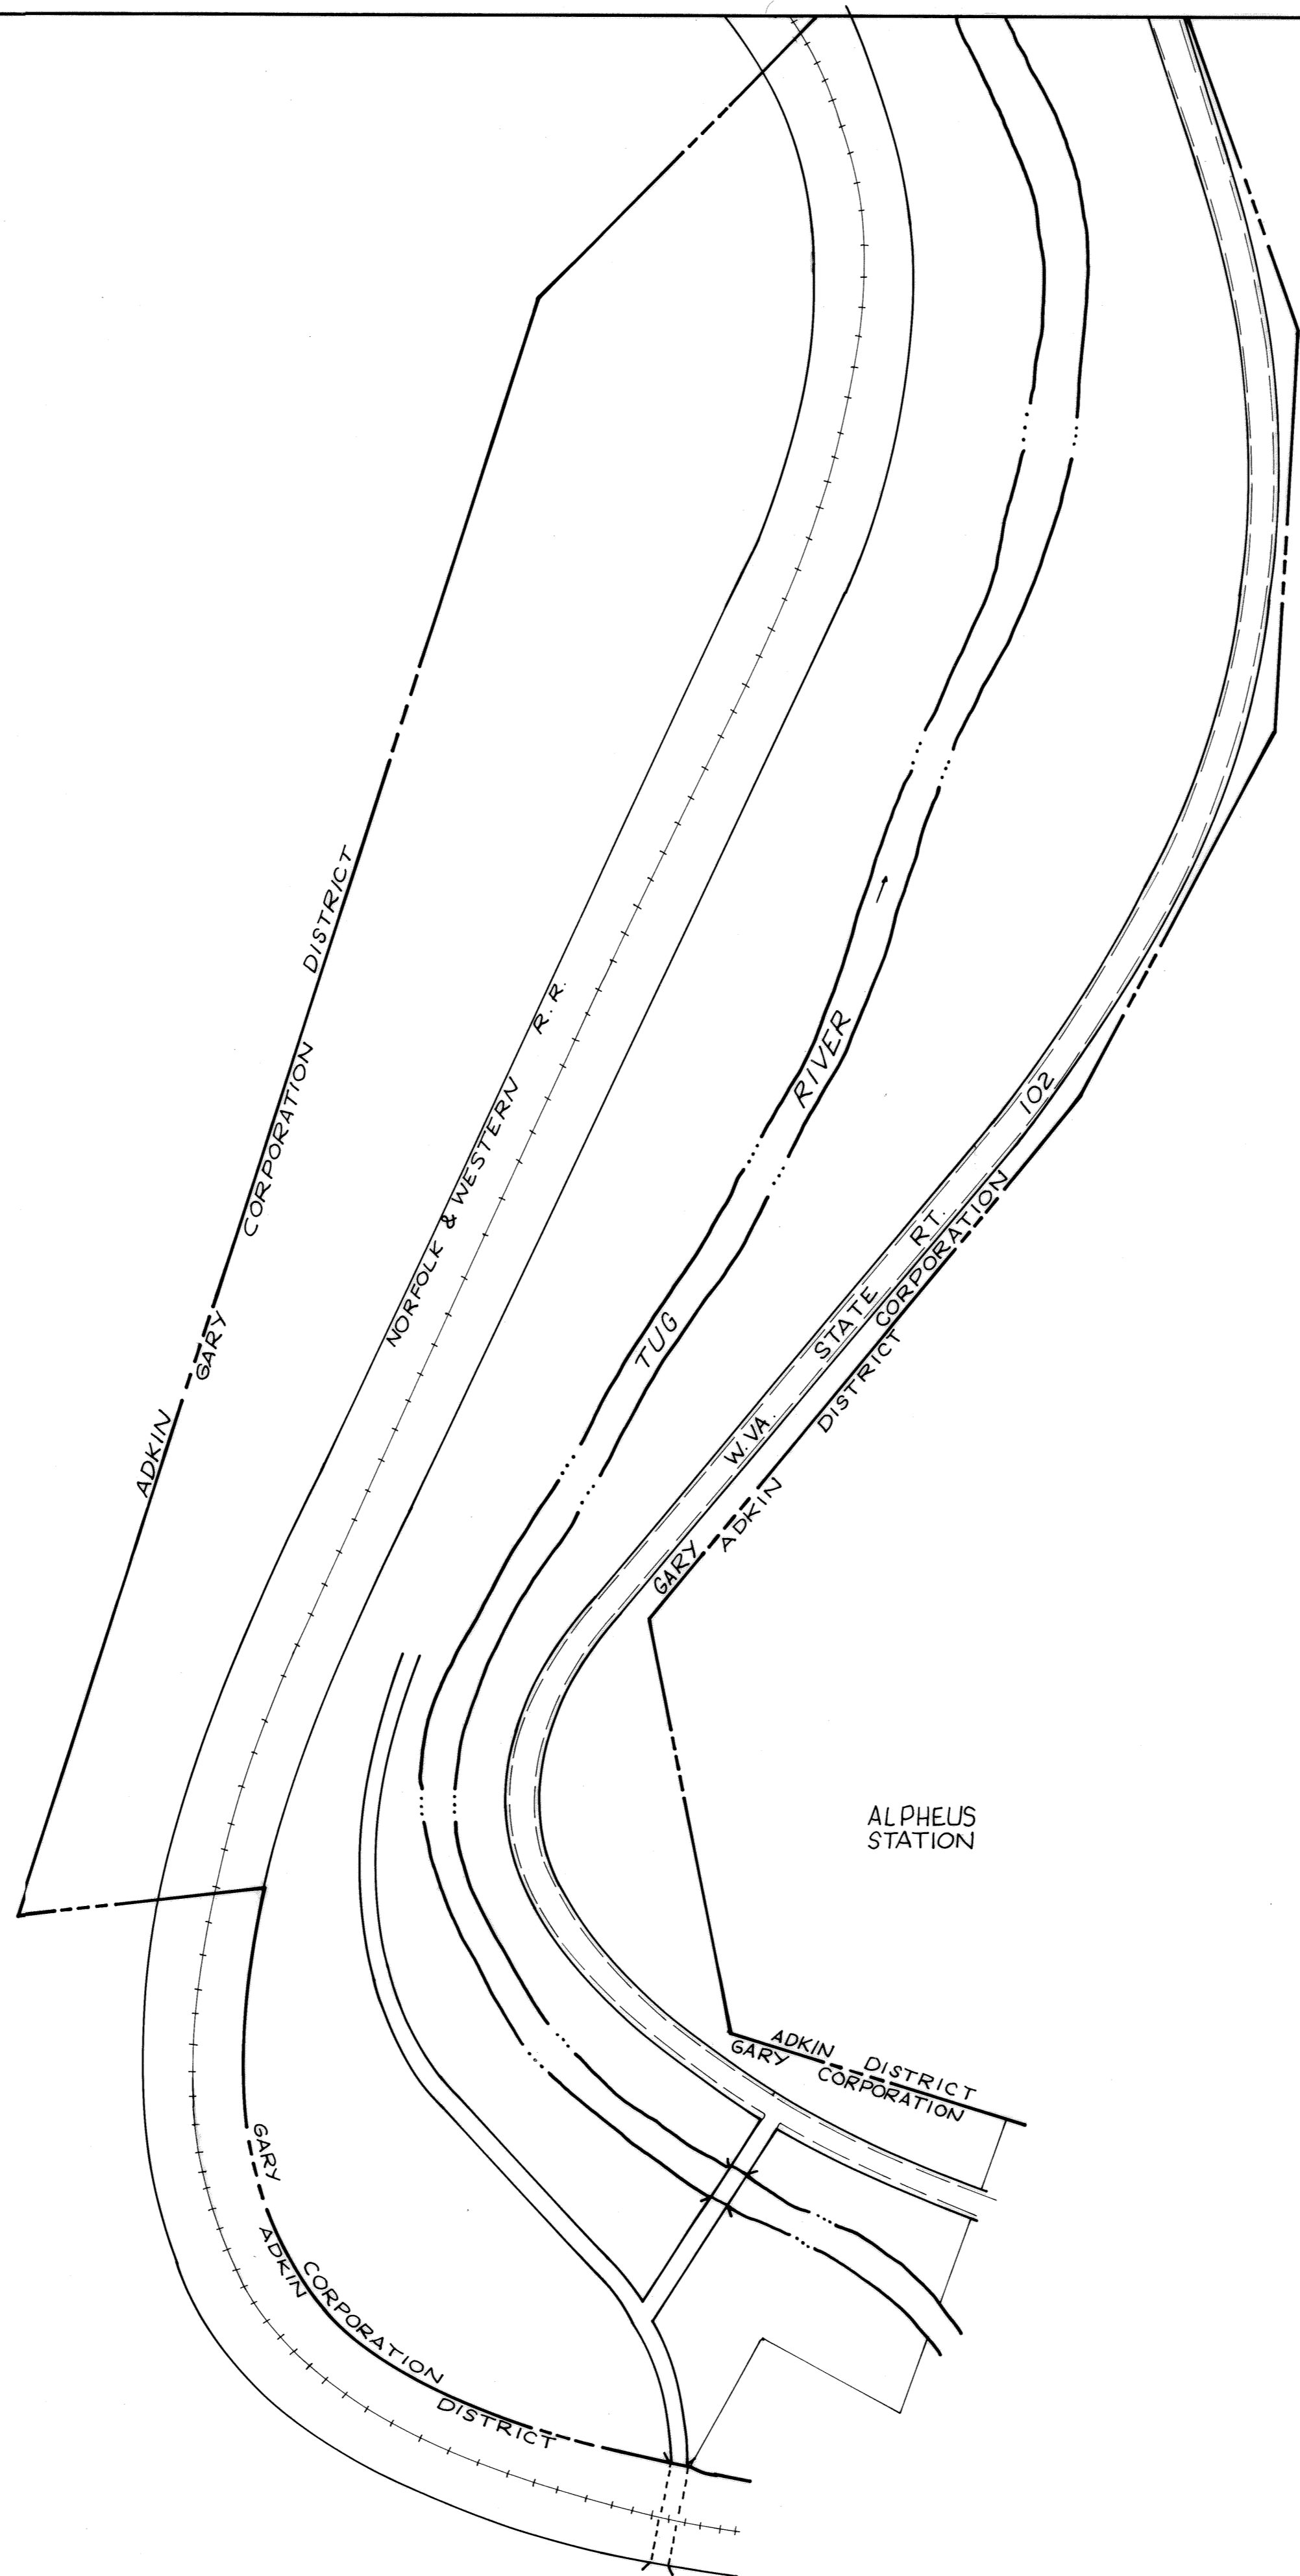 ADKIN DISTRICT
GARY CORPORATION
NORFOLK & WESTERN R.R.
TUG RIVER
W.VA. STATE RT. 102
GARY CORPORATION
ADKIN DISTRICT
ALPHEUS
STATION
ADKIN DISTRICT
GARY CORPORATION
GARY CORPORATION
ADKIN DISTRICT